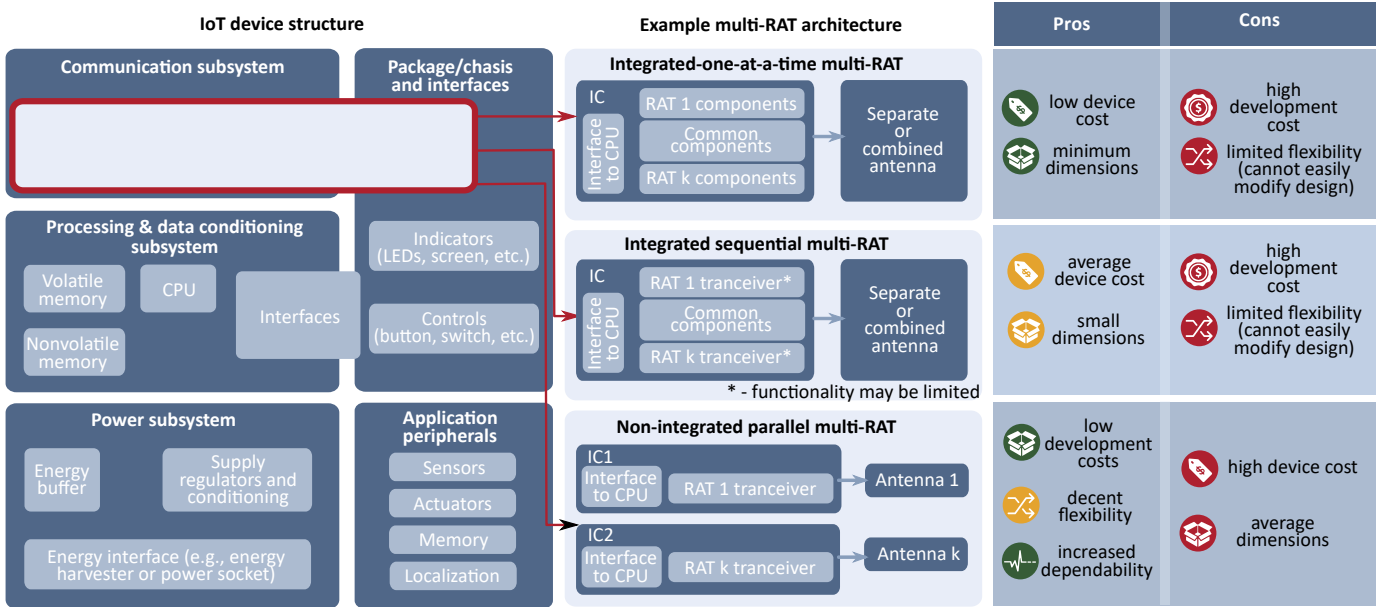 IoT device structure
Communication subsystem
Package/chasis
and interfaces
Processing & data conditioning
subsystem
Volatile
memory
CPU
Nonvolatile
memory
Interfaces
Indicators
(LEDs, screen, etc.)
Controls
(button, switch, etc.)
Power subsystem
Energy
buffer
Supply
regulators and
conditioning
Energy interface (e.g., energy
harvester or power socket)
Application
peripherals
Sensors
Actuators
Memory
Localization
Example multi-RAT architecture
Integrated-one-at-a-time multi-RAT
IC
Interface
to CPU
RAT 1 components
Common
components
RAT k components
Separate
or
combined
antenna
Integrated sequential multi-RAT
IC
Interface
to CPU
RAT 1 tranceiver*
Common
components
RAT k tranceiver*
Separate
or
combined
antenna
* - functionality may be limited
Non-integrated parallel multi-RAT
IC1
Interface
to CPU
RAT 1 tranceiver
Antenna 1
IC2
Interface
to CPU
RAT k tranceiver
Antenna k
Pros
Cons
low device
cost
minimum
dimensions
high
development
cost
limited flexibility
(cannot easily
modify design)
average
device cost
small
dimensions
high
development
cost
limited flexibility
(cannot easily
modify design)
low
development
costs
decent
flexibility
increased
dependability
high device cost
average
dimensions